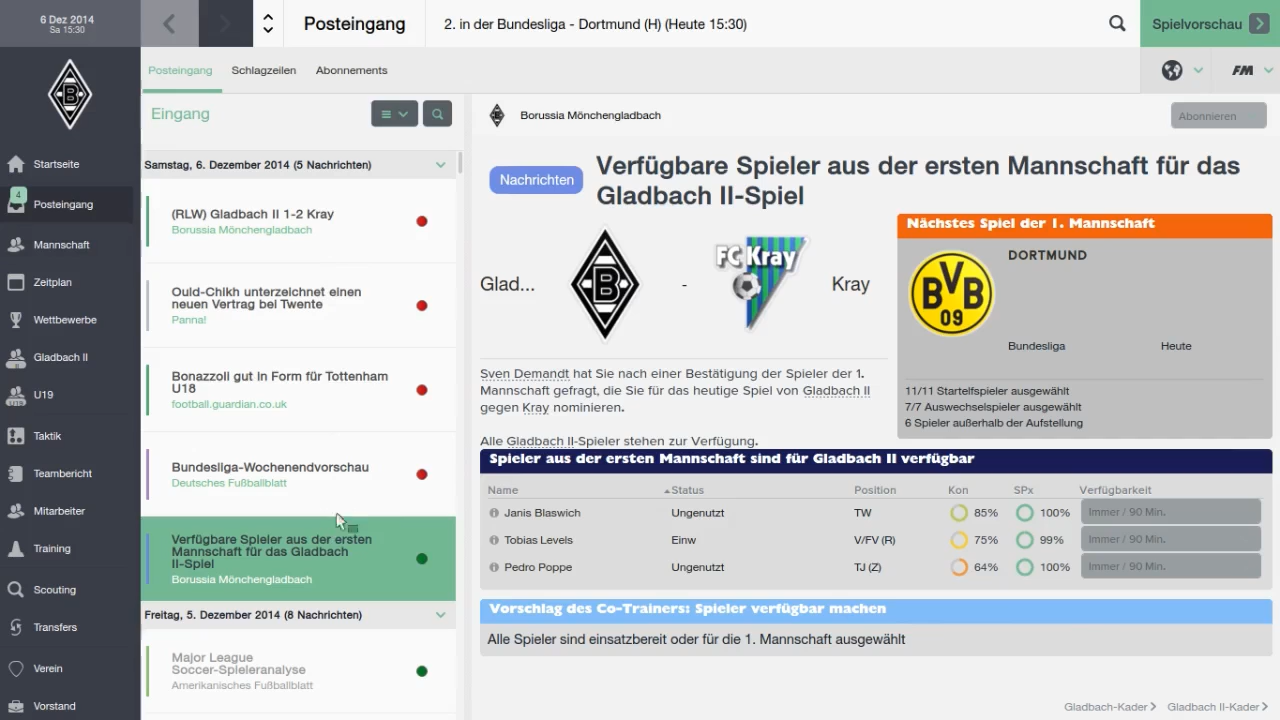 6 Dez 2014
Sa 15:30
Posteingang
2. in der Bundesliga - Dortmund (H) (Heute 15:30)
Spielvorschau
Posteingang
Schlagzeilen
Abonnements
FM
Eingang
Borussia Mönchengladbach
Abonnieren
Startseite
4
Posteingang
Mannschaft
Zeitplan
Wettbewerbe
Gladbach II
U19
Taktik
Teambericht
Mitarbeiter
Training
Scouting
Transfers
Verein
Vorstand
Samstag, 6. Dezember 2014 (5 Nachrichten)
(RLW) Gladbach II 1-2 Kray
Borussia Mönchengladbach
Ould-Chikh unterzeichnet einen
neuen Vertrag bei Twente
Panna!
Bonazzoli gut in Form für Tottenham
U18
football.guardian.co.uk
Bundesliga-Wochenendvorschau
Deutsches Fußballblatt
Verfügbare Spieler aus der ersten
Mannschaft für das Gladbach
II-Spiel
Borussia Mönchengladbach
Freitag, 5. Dezember 2014 (8 Nachrichten)
Major League
Soccer-Spieleranalyse
Amerikanisches Fußballblatt
Nachrichten
Verfügbare Spieler aus der ersten Mannschaft für das
Gladbach II-Spiel
Glad...
B
-
FC Kray
Kray
Sven Demandt hat Sie nach einer Bestätigung der Spieler der 1.
Mannschaft gefragt, die Sie für das heutige Spiel von Gladbach II
gegen Kray nominieren.
Alle Gladbach II-Spieler stehen zur Verfügung.
Nächstes Spiel der 1. Mannschaft
BVB
09
DORTMUND
Bundesliga
Heute
11/11 Startelfspieler ausgewählt
7/7 Auswechselspieler ausgewählt
6 Spieler außerhalb der Aufstellung
Spieler aus der ersten Mannschaft sind für Gladbach II verfügbar
Name Status Position Kon SPx Verfügbarkeit
Janis Blaswich Ungenutzt TW 85% 100% Immer / 90 Min.
Tobias Levels Einw V/FV (R) 75% 99% Immer / 90 Min.
Pedro Poppe Ungenutzt TJ (Z) 64% 100% Immer / 90 Min.
Vorschlag des Co-Trainers: Spieler verfügbar machen
Alle Spieler sind einsatzbereit oder für die 1. Mannschaft ausgewählt
Gladbach-Kader
Gladbach II-Kader